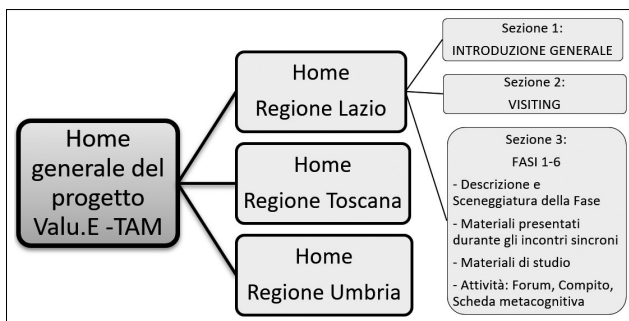 Home
generale del
progetto
Valu.E -TAM
Home
Regione Lazio
Home
Regione Toscana
Home
Regione Umbria
Sezione 1:
INTRODUZIONE GENERALE
Sezione 2:
VISITING
Sezione 3:
FASI 1-6
- Descrizione e
Sceneggiatura della Fase
- Materiali presentati
durante gli incontri sincroni
- Materiali di studio
- Attività: Forum, Compito,
Scheda metacognitiva